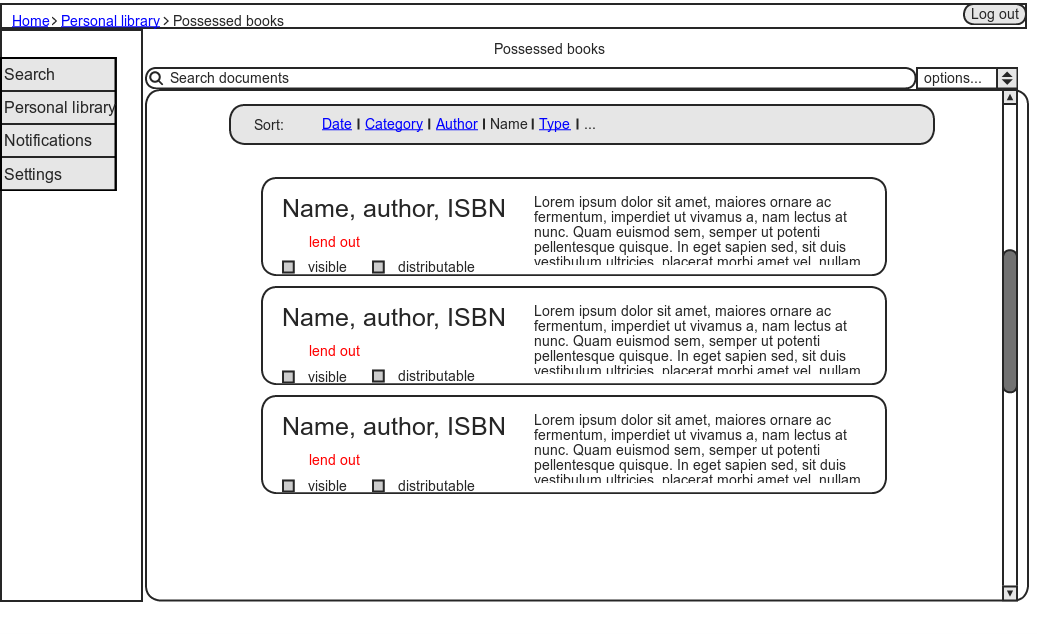 Home > Personal library > Possessed books
Log out
Possessed books
Search
Personal library
Notifications
Settings
Search documents
options...
Sort: Date I Category I Author I Name I Type I ...
Name, author, ISBN
lend out
visible distributable
Lorem ipsum dolor sit amet, maiores ornare ac
fermentum, imperdiet ut vivamus a, nam lectus at
nunc. Quam euismod sem, semper ut potenti
pellentesque quisque. In eget sapien sed, sit duis
vestibulum ultricies, placerat morbi amet vel, nullam
Name, author, ISBN
lend out
visible distributable
Lorem ipsum dolor sit amet, maiores ornare ac
fermentum, imperdiet ut vivamus a, nam lectus at
nunc. Quam euismod sem, semper ut potenti
pellentesque quisque. In eget sapien sed, sit duis
vestibulum ultricies, placerat morbi amet vel, nullam
Name, author, ISBN
lend out
visible distributable
Lorem ipsum dolor sit amet, maiores ornare ac
fermentum, imperdiet ut vivamus a, nam lectus at
nunc. Quam euismod sem, semper ut potenti
pellentesque quisque. In eget sapien sed, sit duis
vestibulum ultricies, placerat morbi amet vel, nullam